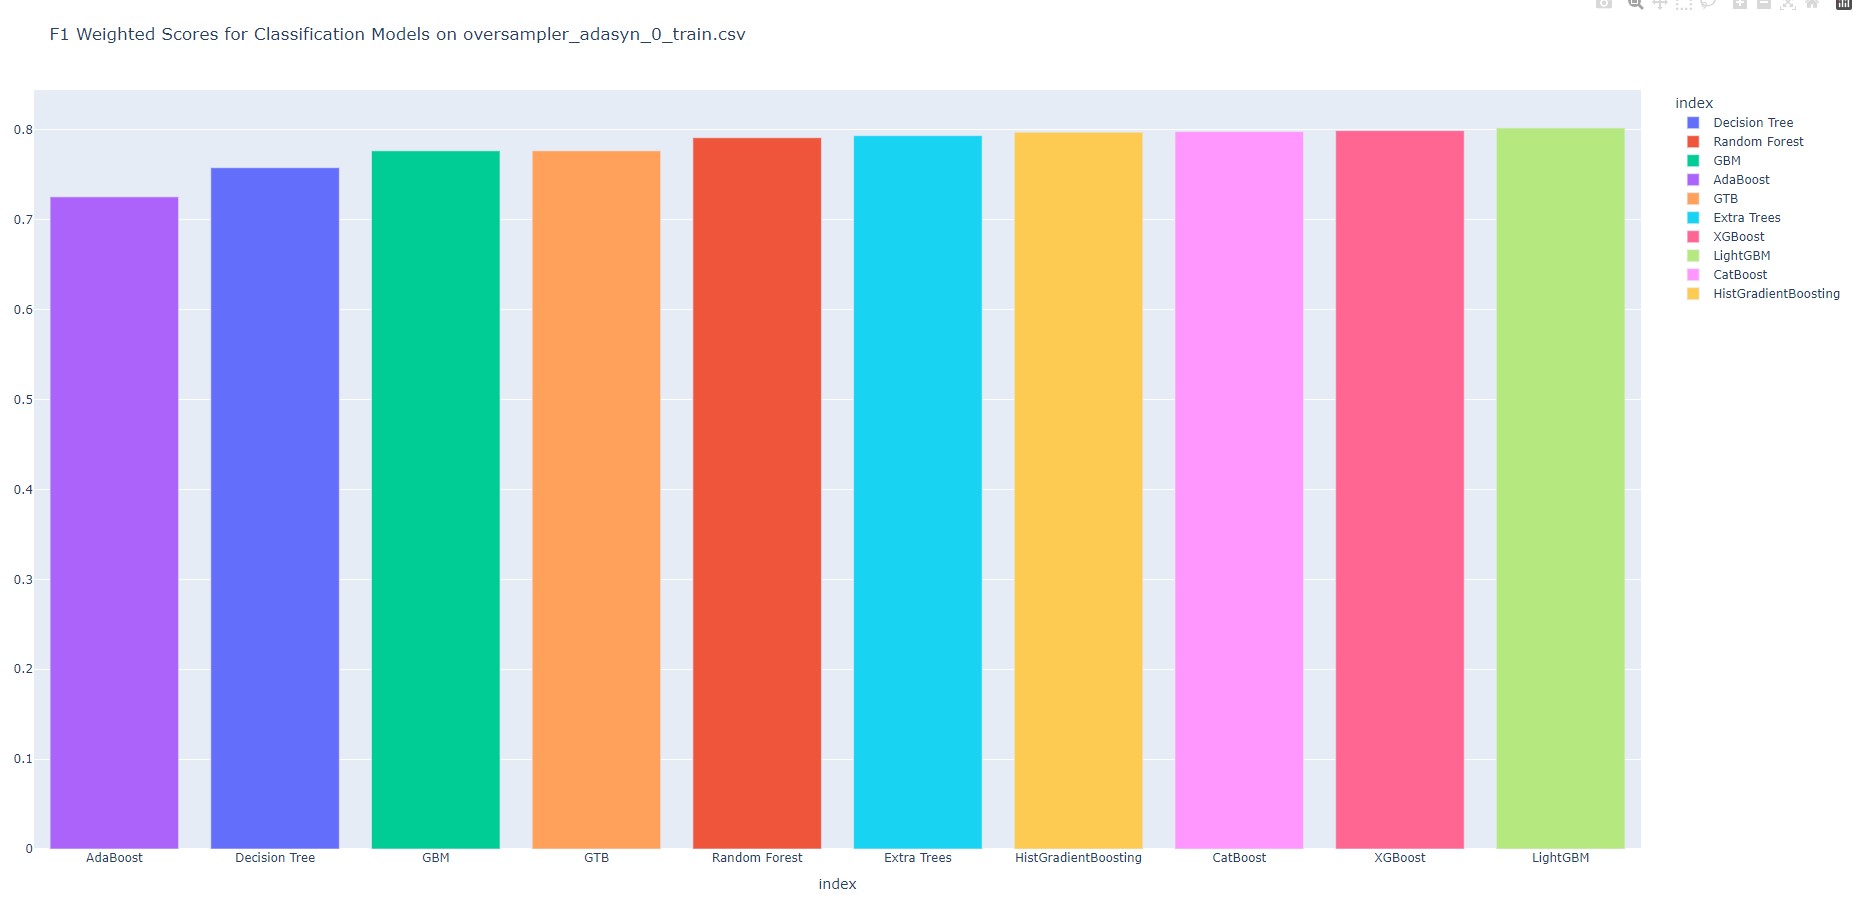 F1 Weighted Scores for Classification Models on oversampler_adasyn_0_train.csv
0.8
0.7
0.6
0.5
0.4
0.3
0.2
0.1
0
AdaBoost
Decision Tree
GBM
GTB
Random Forest
Extra Trees
HistGradientBoosting
CatBoost
XGBoost
LightGBM
index
index
Decision Tree
Random Forest
GBM
AdaBoost
GTB
Extra Trees
XGBoost
LightGBM
CatBoost
HistGradientBoosting